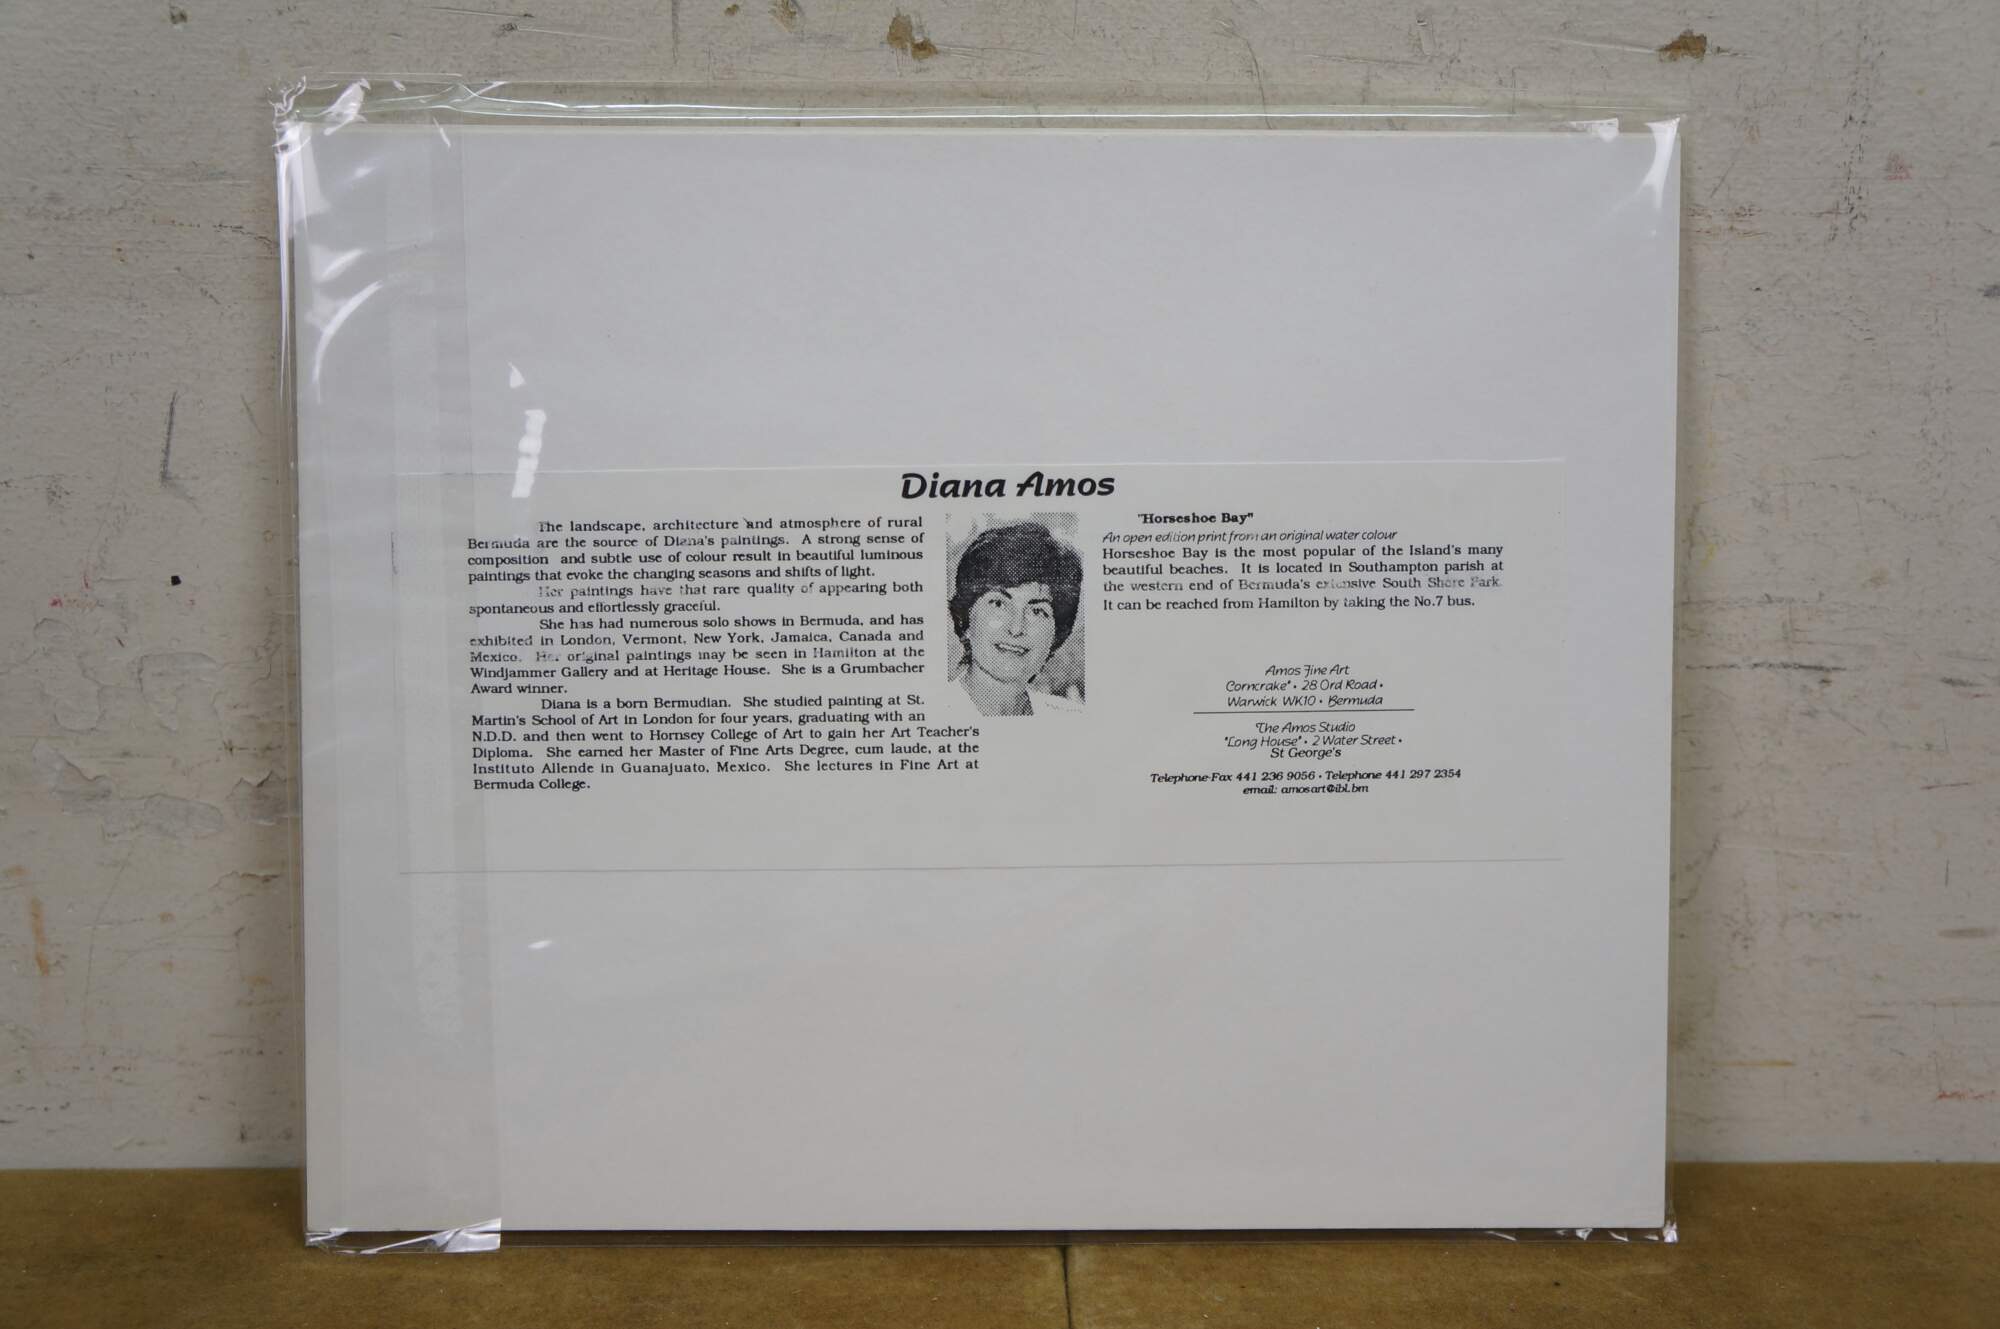 Diana Amos
The landscape, architecture and atmosphere of rural
Bermuda are the source of Diana's paintings. A strong sense of
composition and subtle use of colour result in beautiful luminous
paintings that evoke the changing seasons and shifts of light.
Her paintings have that rare quality of appearing both
spontaneous and effortlessly graceful.
She has had numerous solo shows in Bermuda, and has
exhibited in London, Vermont, New York, Jamaica, Canada and
Mexico. Her original paintings may be seen in Hamilton at the
Windjammer Gallery and at Heritage House. She is a Grumbacher
Award winner.
Diana is a born Bermudian. She studied painting at St.
Martin's School of Art in London for four years, graduating with an
N.D.D. and then went to Hornsey College of Art to gain her Art Teacher's
Diploma. She earned her Master of Fine Arts Degree, cum laude, at the
Instituto Allende in Guanajuato, Mexico. She lectures in Fine Art at
Bermuda College.
"Horseshoe Bay"
An open edition print from an original water colour
Horseshoe Bay is the most popular of the Island's many
beautiful beaches. It is located in Southampton parish at
the western end of Bermuda's extensive South Shore Park.
It can be reached from Hamilton by taking the No.7 bus.
Amos Fine Art
Corncrake" • 28 Ord Road •
Warwick WK10 • Bermuda
The Amos Studio
"Long House" • 2 Water Street •
St George's
Telephone-Fax 441 236 9056 • Telephone 441 297 2354
email: amosart@ibl.bm